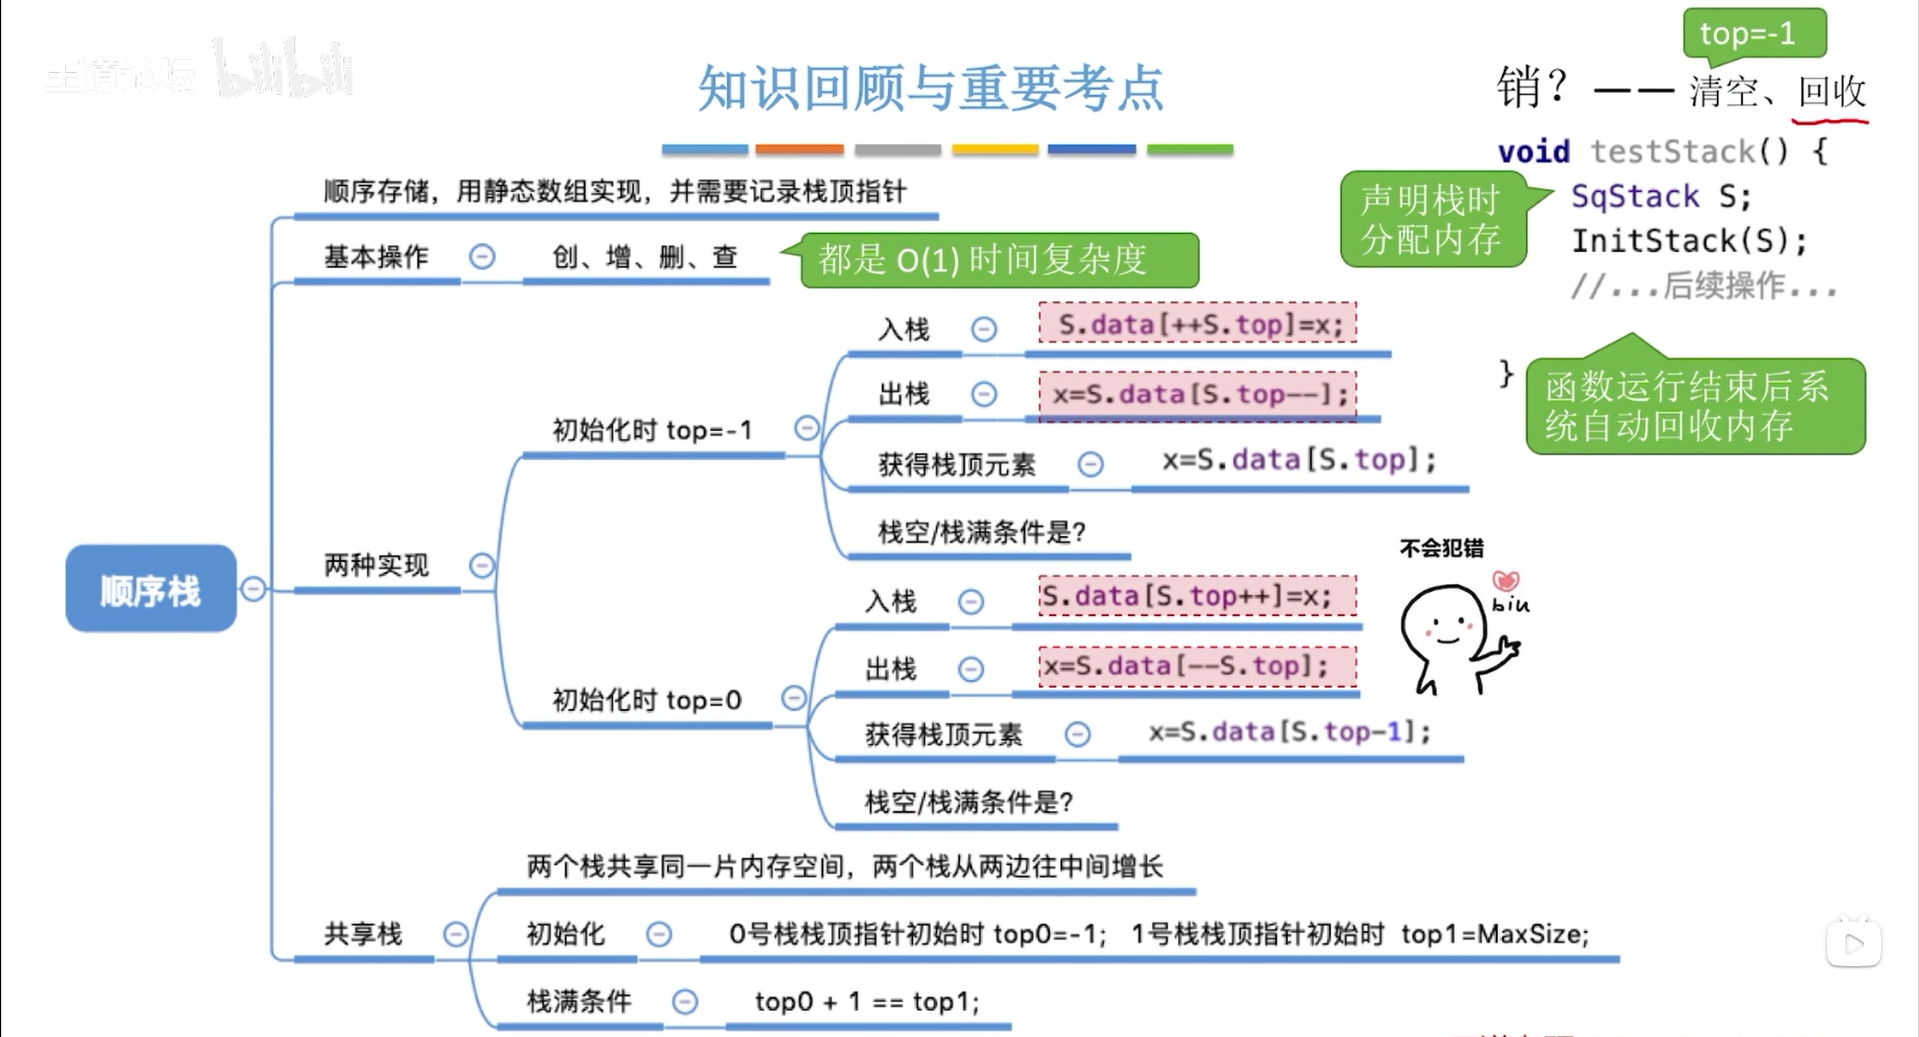 王道论坛 bilibili
知识回顾与重要考点
top=-1
销？——清空、回收
void testStack() {
声明栈时
分配内存
SqStack S;
InitStack(S);
//...后续操作...
}
函数运行结束后系
统自动回收内存
顺序栈
顺序存储，用静态数组实现，并需要记录栈顶指针
基本操作
创、增、删、查
都是 O(1) 时间复杂度
两种实现
初始化时 top=-1
入栈
S.data[++S.top]=x;
出栈
x=S.data[S.top--];
获得栈顶元素
x=S.data[S.top];
栈空/栈满条件是?
初始化时 top=0
入栈
S.data[S.top++]=x;
出栈
x=S.data[--S.top];
获得栈顶元素
x=S.data[S.top-1];
栈空/栈满条件是?
不会犯错
biu
共享栈
两个栈共享同一片内存空间，两个栈从两边往中间增长
初始化
0号栈栈顶指针初始时 top0=-1； 1号栈栈顶指针初始时 top1=MaxSize;
栈满条件
top0 + 1 == top1;